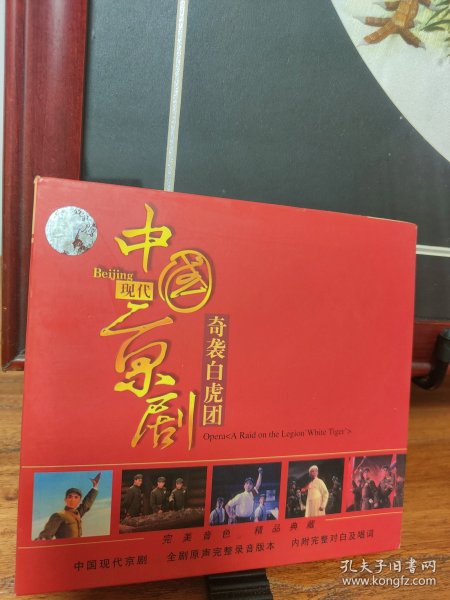 中国
Beijing
现代
京剧
奇袭白虎团
Opera<A Raid on the Legion'White Tiger'>
完美音色 精品典藏
中国现代京剧 全剧原声完整录音版本 内附完整对白及唱词
孔夫子旧书网